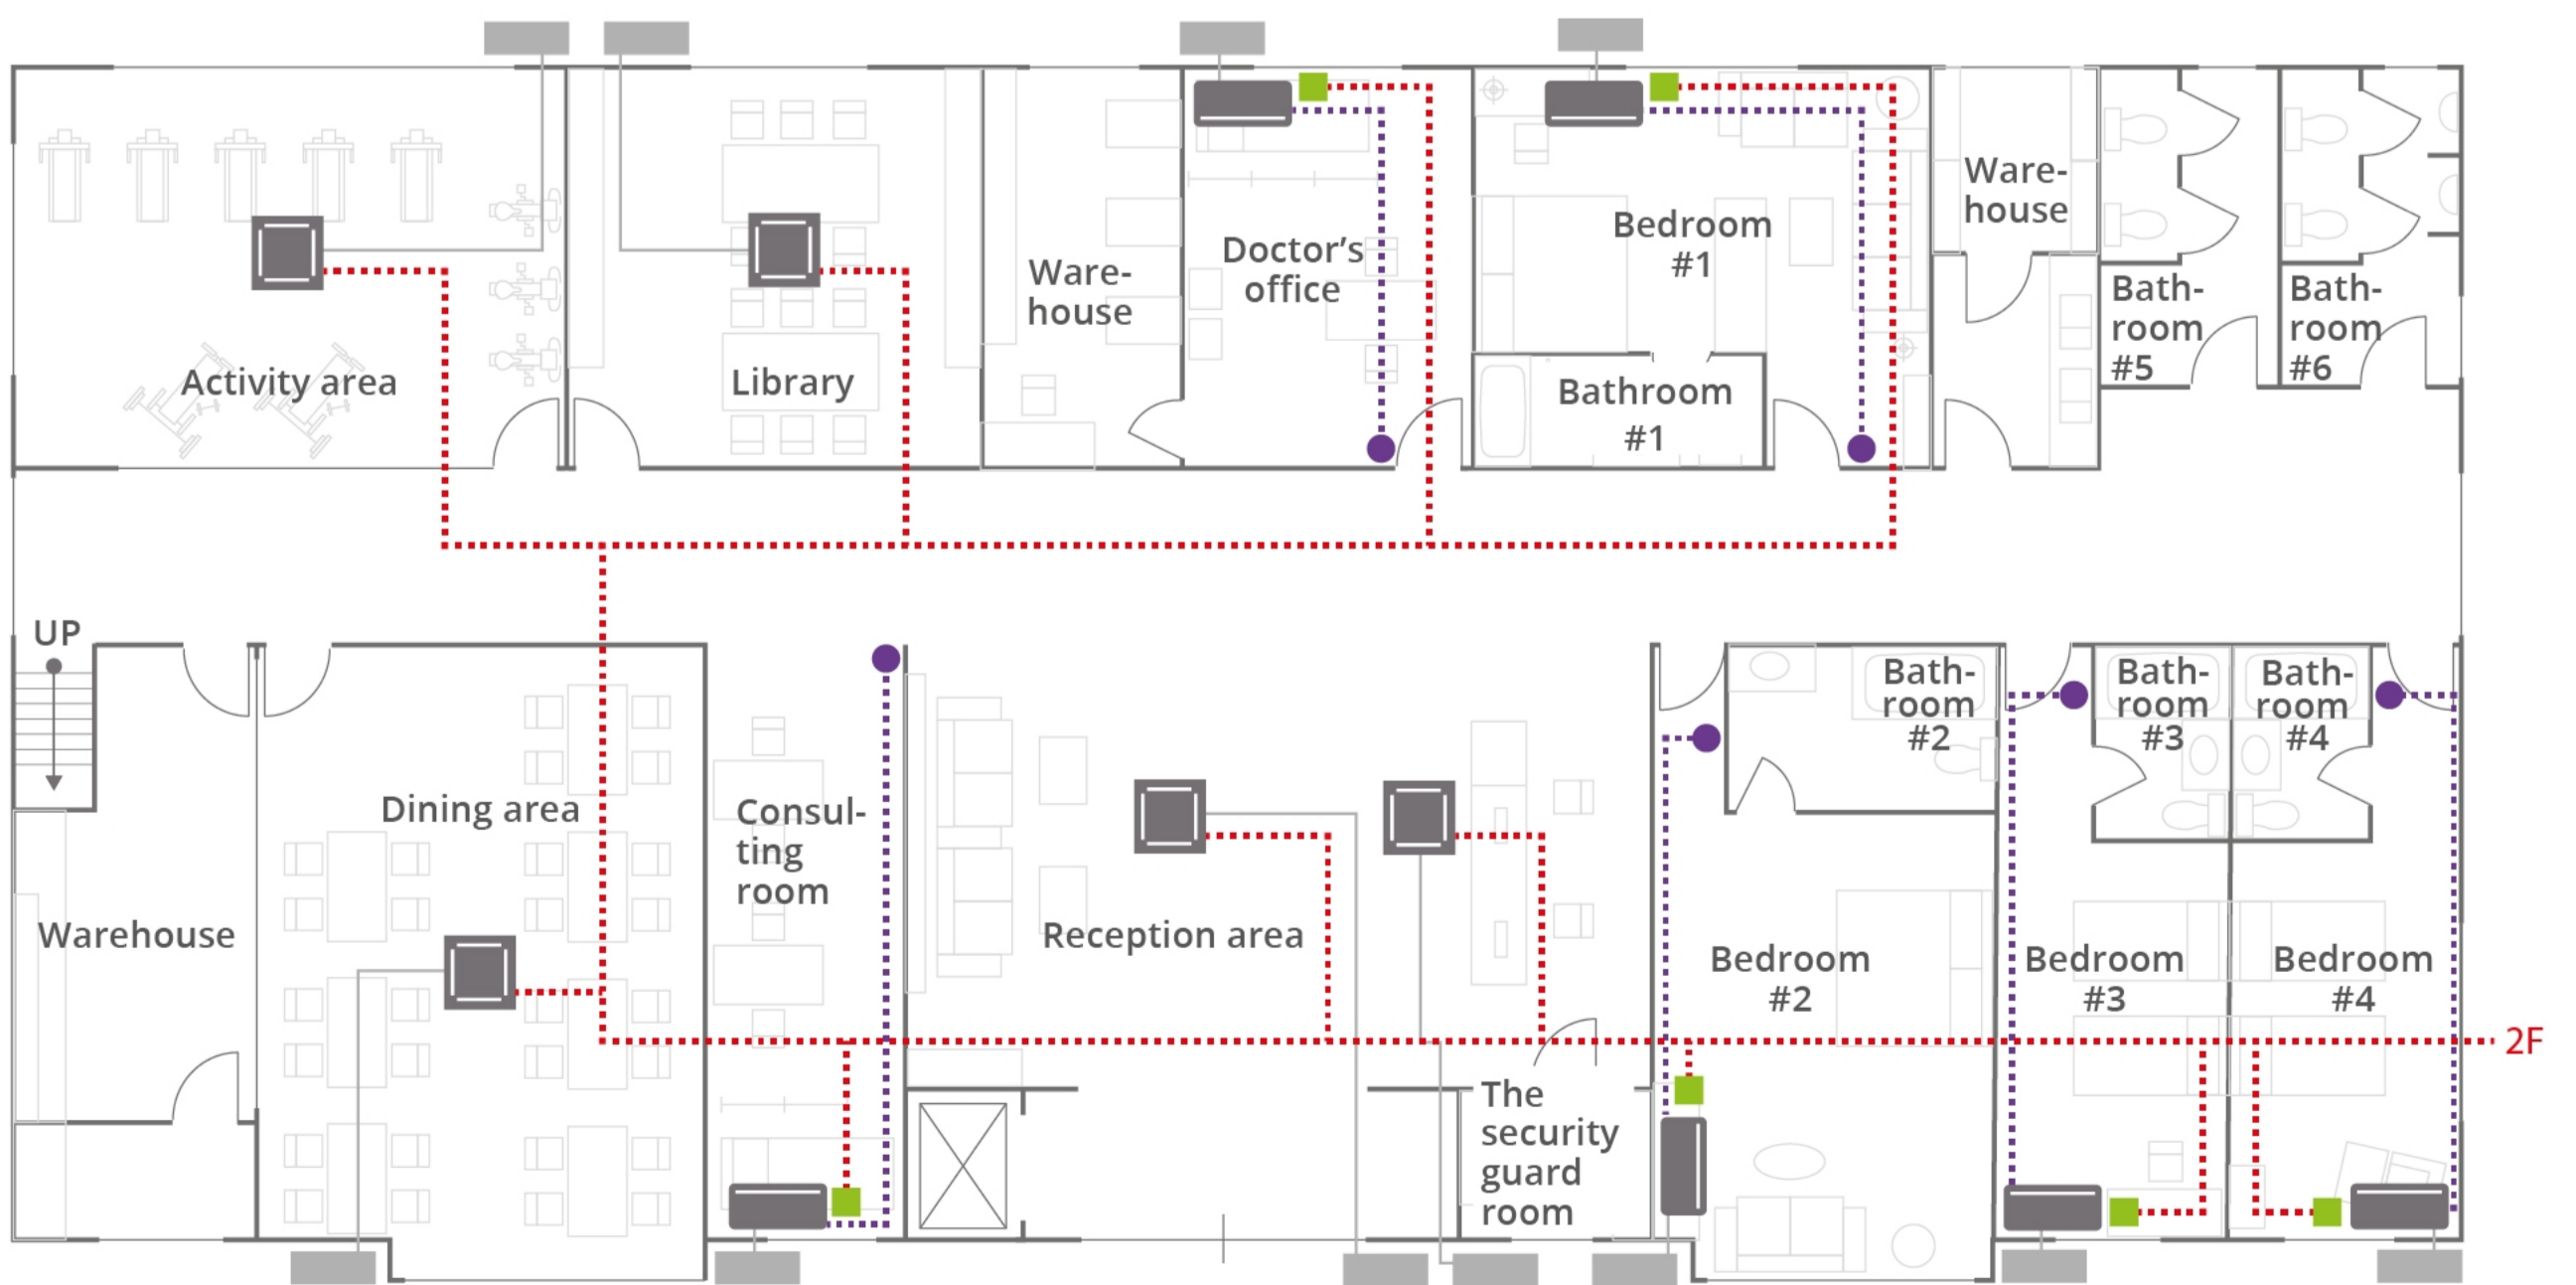 Activity area
Library
Ware-
house
Doctor's
office
Bedroom
#1
Bathroom
#1
Ware-
house
Bath-
room
#5
Bath-
room
#6
UP
Warehouse
Dining area
Consul-
ting
room
Reception area
The
security
guard
room
Bath-
room
#2
Bedroom
#2
Bath-
room
#3
Bedroom
#3
Bath-
room
#4
Bedroom
#4
2F